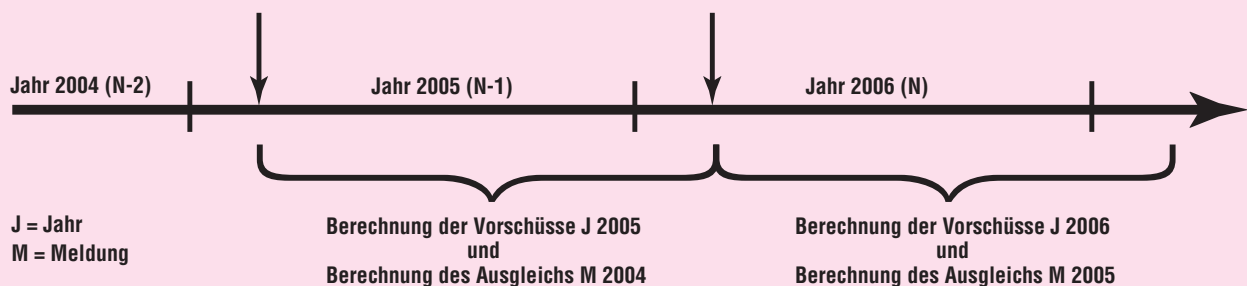 Jahr 2004 (N-2)
Jahr 2005 (N-1)
Jahr 2006 (N)
J = Jahr
M = Meldung
Berechnung der Vorschüsse J 2005
und
Berechnung des Ausgleichs M 2004
Berechnung der Vorschüsse J 2006
und
Berechnung des Ausgleichs M 2005